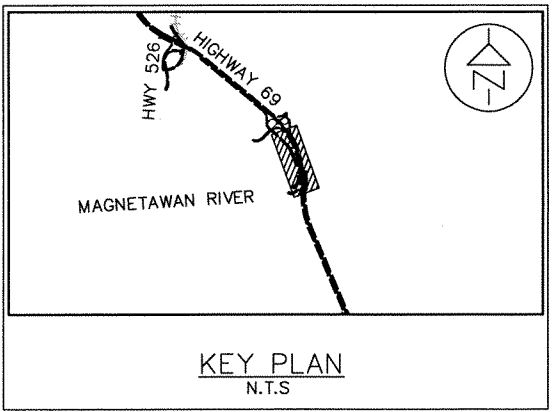 HIGHWAY 69
HWY 526
N
MAGNETAWAN RIVER
KEY PLAN
N.T.S